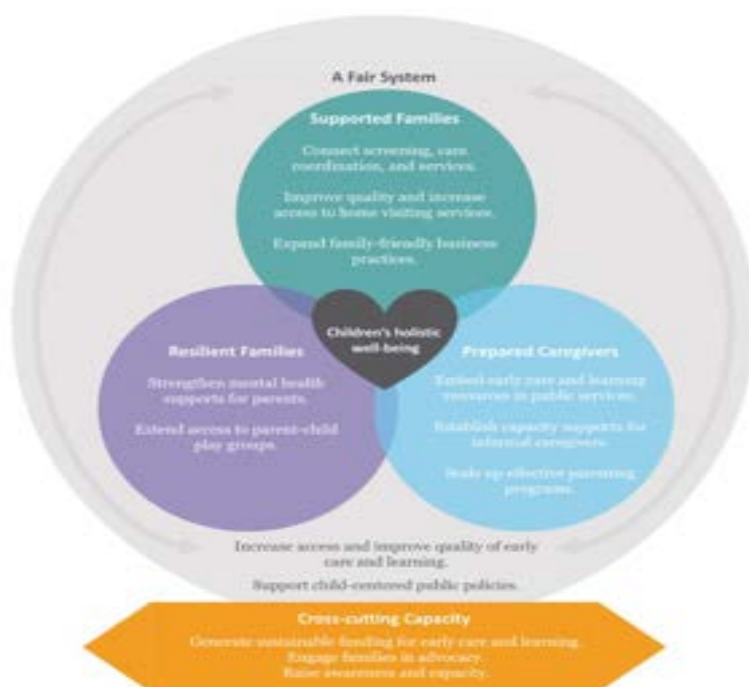 A Fair System
Supported Families
Connect screening, care
coordination, and services.
Improve quality and increase
access to home visiting services.
Expand family-friendly business
practices.
Children's holistic
well-being
Resilient Families
Strengthen mental health
supports for parents.
Extend access to parent-child
play groups.
Prepared Caregivers
Embed early care and learning
resources in public services.
Establish capacity supports for
informal caregivers.
Scale up effective parenting
programs.
Increase access and improve quality of early
care and learning.
Support child-centered public policies.
Cross-cutting Capacity
Generate sustainable funding for early care and learning.
Engage families in advocacy.
Raise awareness and capacity.